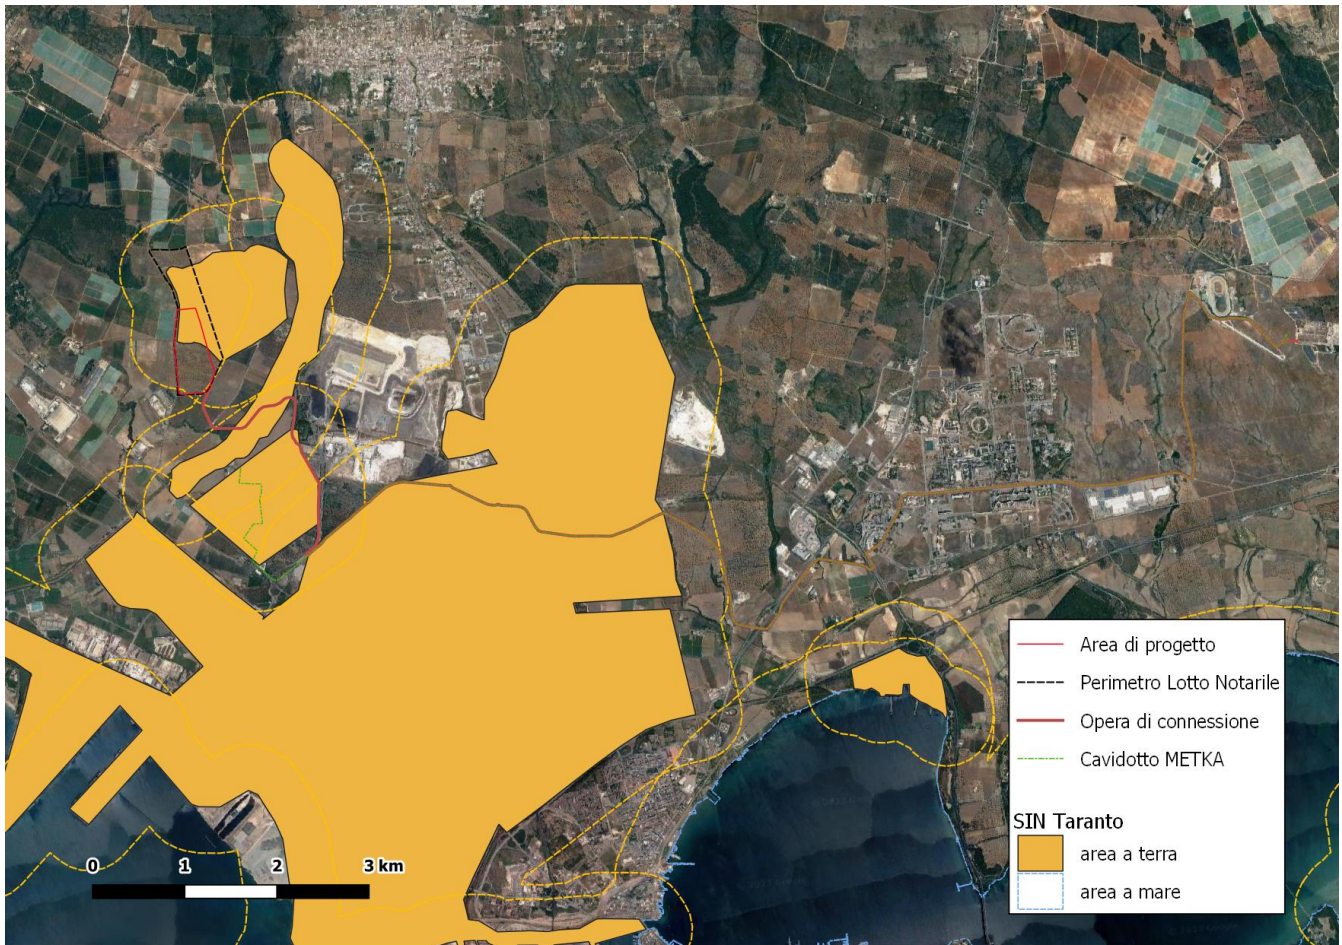 Area di progetto
Perimetro Lotto Notarile
Opera di connessione
Cavidotto METKA
SIN Taranto
area a terra
area a mare
0 1 2 3 km